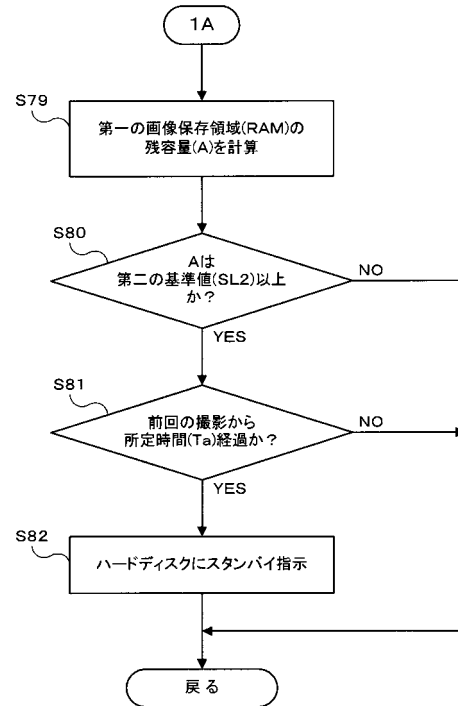 1A
S79
第一の画像保存領域(RAM)の
残容量(A)を計算
S80
Aは
第二の基準値(SL2)以上
か?
NO
YES
S81
前回の撮影から
所定時間(Ta)経過か?
NO
YES
S82
ハードディスクにスタンバイ指示
戻る